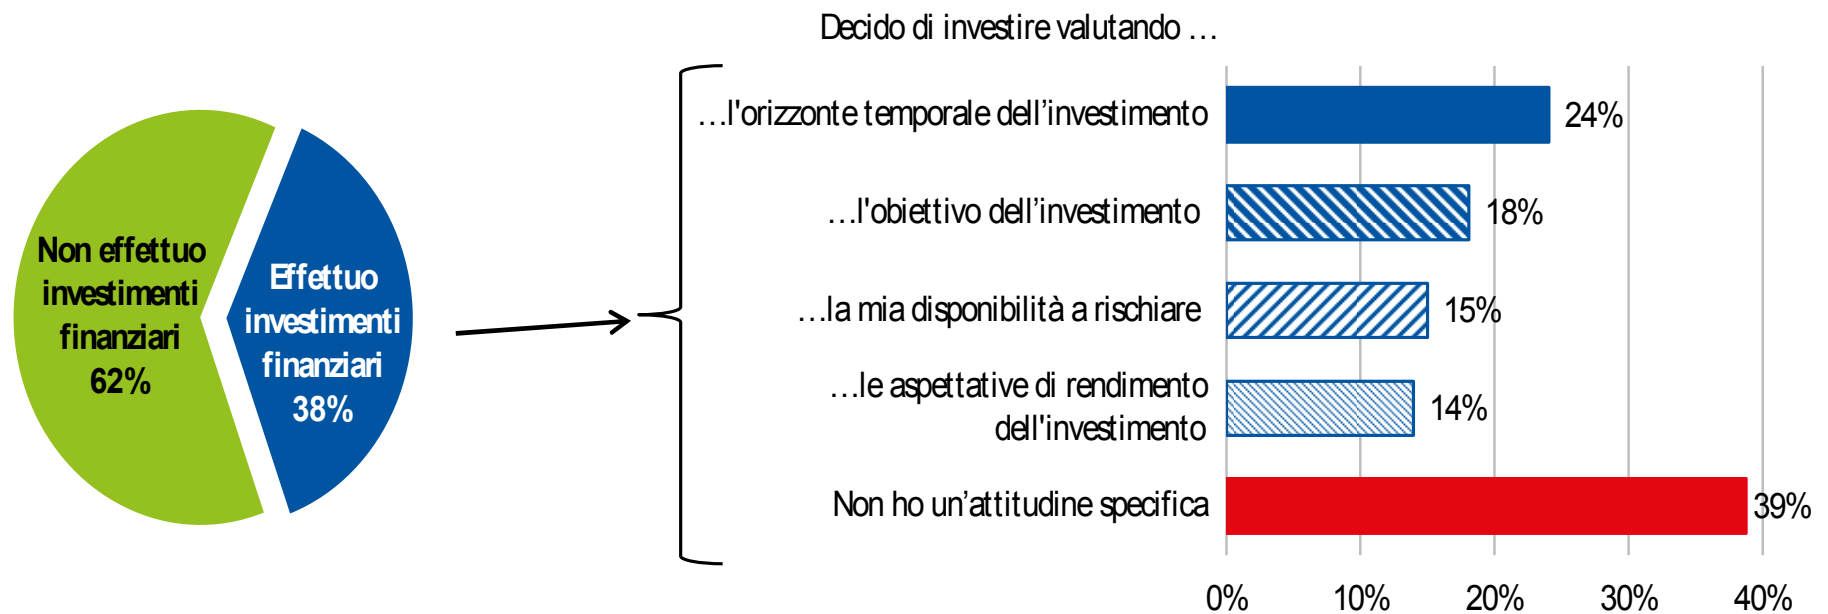 Decido di investire valutando …
Non effettuo
investimenti
finanziari
62%
Effettuo
investimenti
finanziari
38%
…l'orizzonte temporale dell’investimento
24%
…l'obiettivo dell’investimento
18%
…la mia disponibilità a rischiare
15%
…le aspettative di rendimento
dell'investimento
14%
Non ho un’attitudine specifica
39%
0% 10% 20% 30% 40%